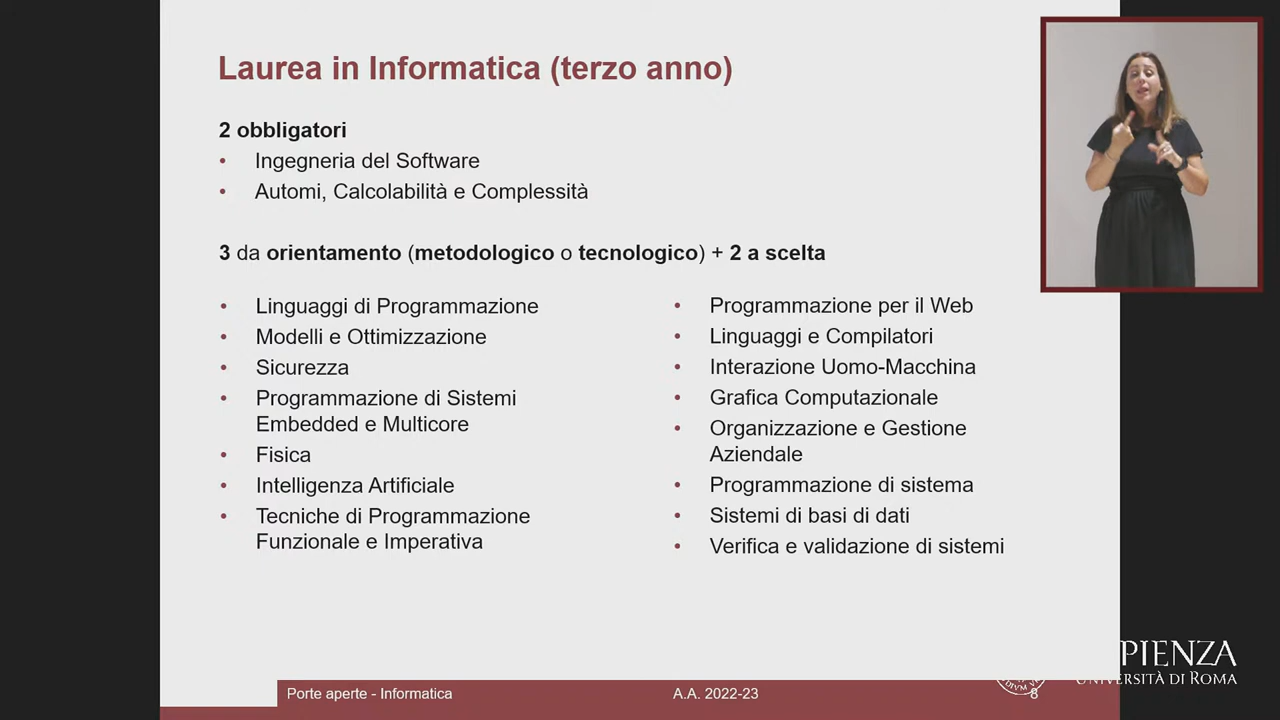 Laurea in Informatica (terzo anno)
2 obbligatori
• Ingegneria del Software
• Automi, Calcolabilità e Complessità
3 da orientamento (metodologico o tecnologico) + 2 a scelta
• Linguaggi di Programmazione
• Modelli e Ottimizzazione
• Sicurezza
• Programmazione di Sistemi
Embedded e Multicore
• Fisica
• Intelligenza Artificiale
• Tecniche di Programmazione
Funzionale e Imperativa
• Programmazione per il Web
• Linguaggi e Compilatori
• Interazione Uomo-Macchina
• Grafica Computazionale
• Organizzazione e Gestione
Aziendale
• Programmazione di sistema
• Sistemi di basi di dati
• Verifica e validazione di sistemi
PIENZA
UNIVERSITÀ DI ROMA
Porte aperte - Informatica
A.A. 2022-23
8